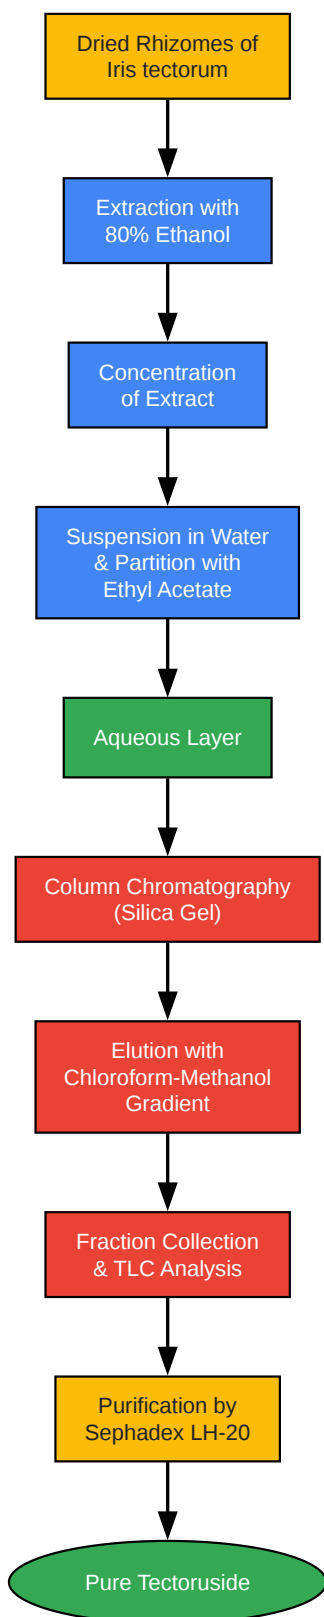 Dried Rhizomes of
Iris tectorum
Extraction with
80% Ethanol
Concentration
of Extract
Suspension in Water
& Partition with
Ethyl Acetate
Aqueous Layer
Column Chromatography
(Silica Gel)
Elution with
Chloroform-Methanol
Gradient
Fraction Collection
& TLC Analysis
Purification by
Sephadex LH-20
Pure Tectoruside